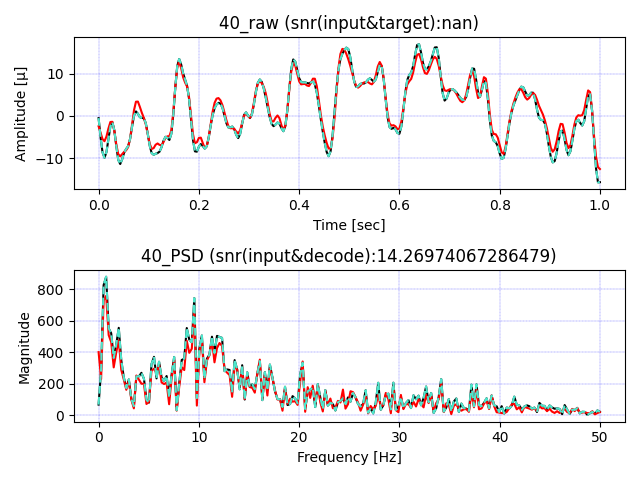 40_raw (snr(input&target):nan)
Amplitude [µ]
10
0
−10
0.0 0.2 0.4 0.6 0.8 1.0
Time [sec]
40_PSD (snr(input&decode):14.26974067286479)
Magnitude
800
600
400
200
0
0 10 20 30 40 50
Frequency [Hz]